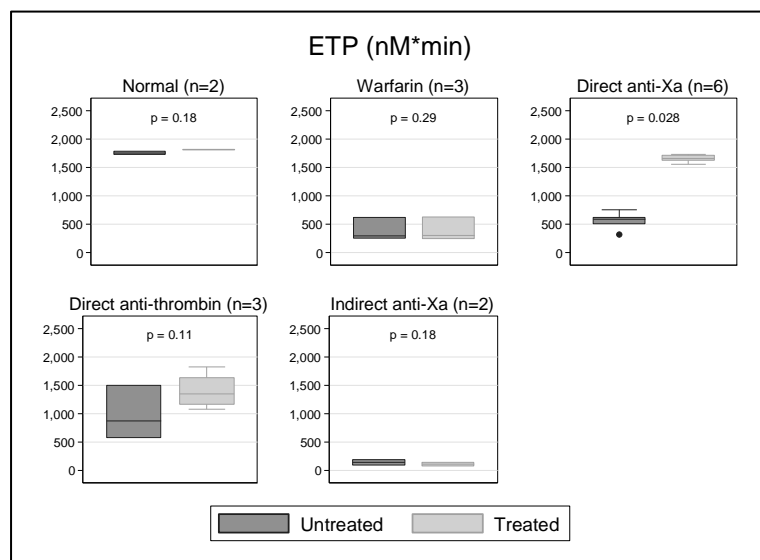 ETP (nM*min)
Normal (n=2)
2,500
2,000
1,500
1,000
500
0
p = 0.18
Warfarin (n=3)
2,500
2,000
1,500
1,000
500
0
p = 0.29
Direct anti-Xa (n=6)
2,500
2,000
1,500
1,000
500
0
p = 0.028
Direct anti-thrombin (n=3)
2,500
2,000
1,500
1,000
500
0
p = 0.11
Indirect anti-Xa (n=2)
2,500
2,000
1,500
1,000
500
0
p = 0.18
Untreated
Treated